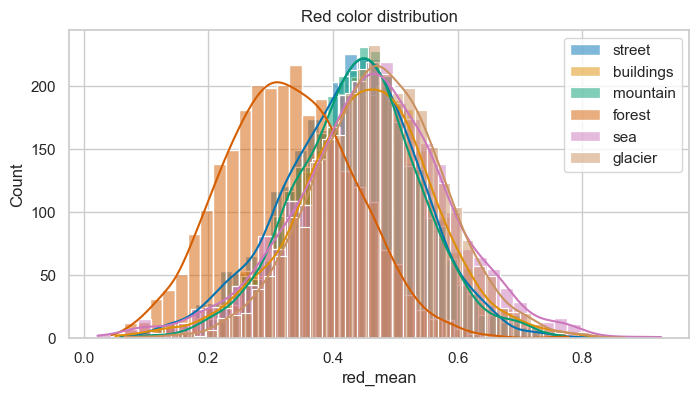 Red color distribution
street
buildings
mountain
forest
sea
glacier
Count
200
150
100
50
0
0.0 0.2 0.4 0.6 0.8
red_mean